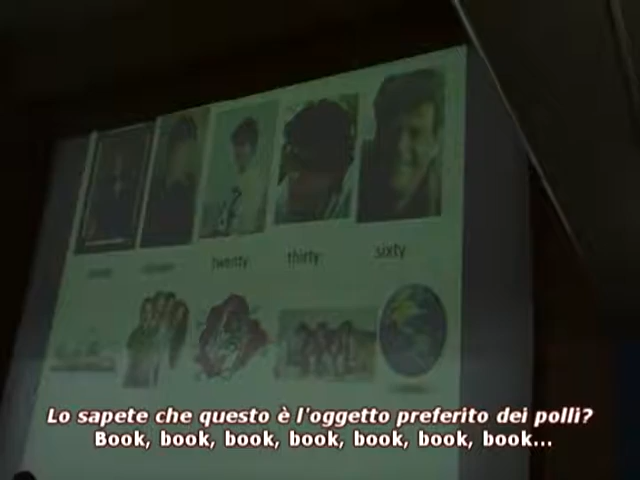 twenty thirty sixty
Lo sapete che questo è l'oggetto preferito dei polli?
Book, book, book, book, book, book, book...